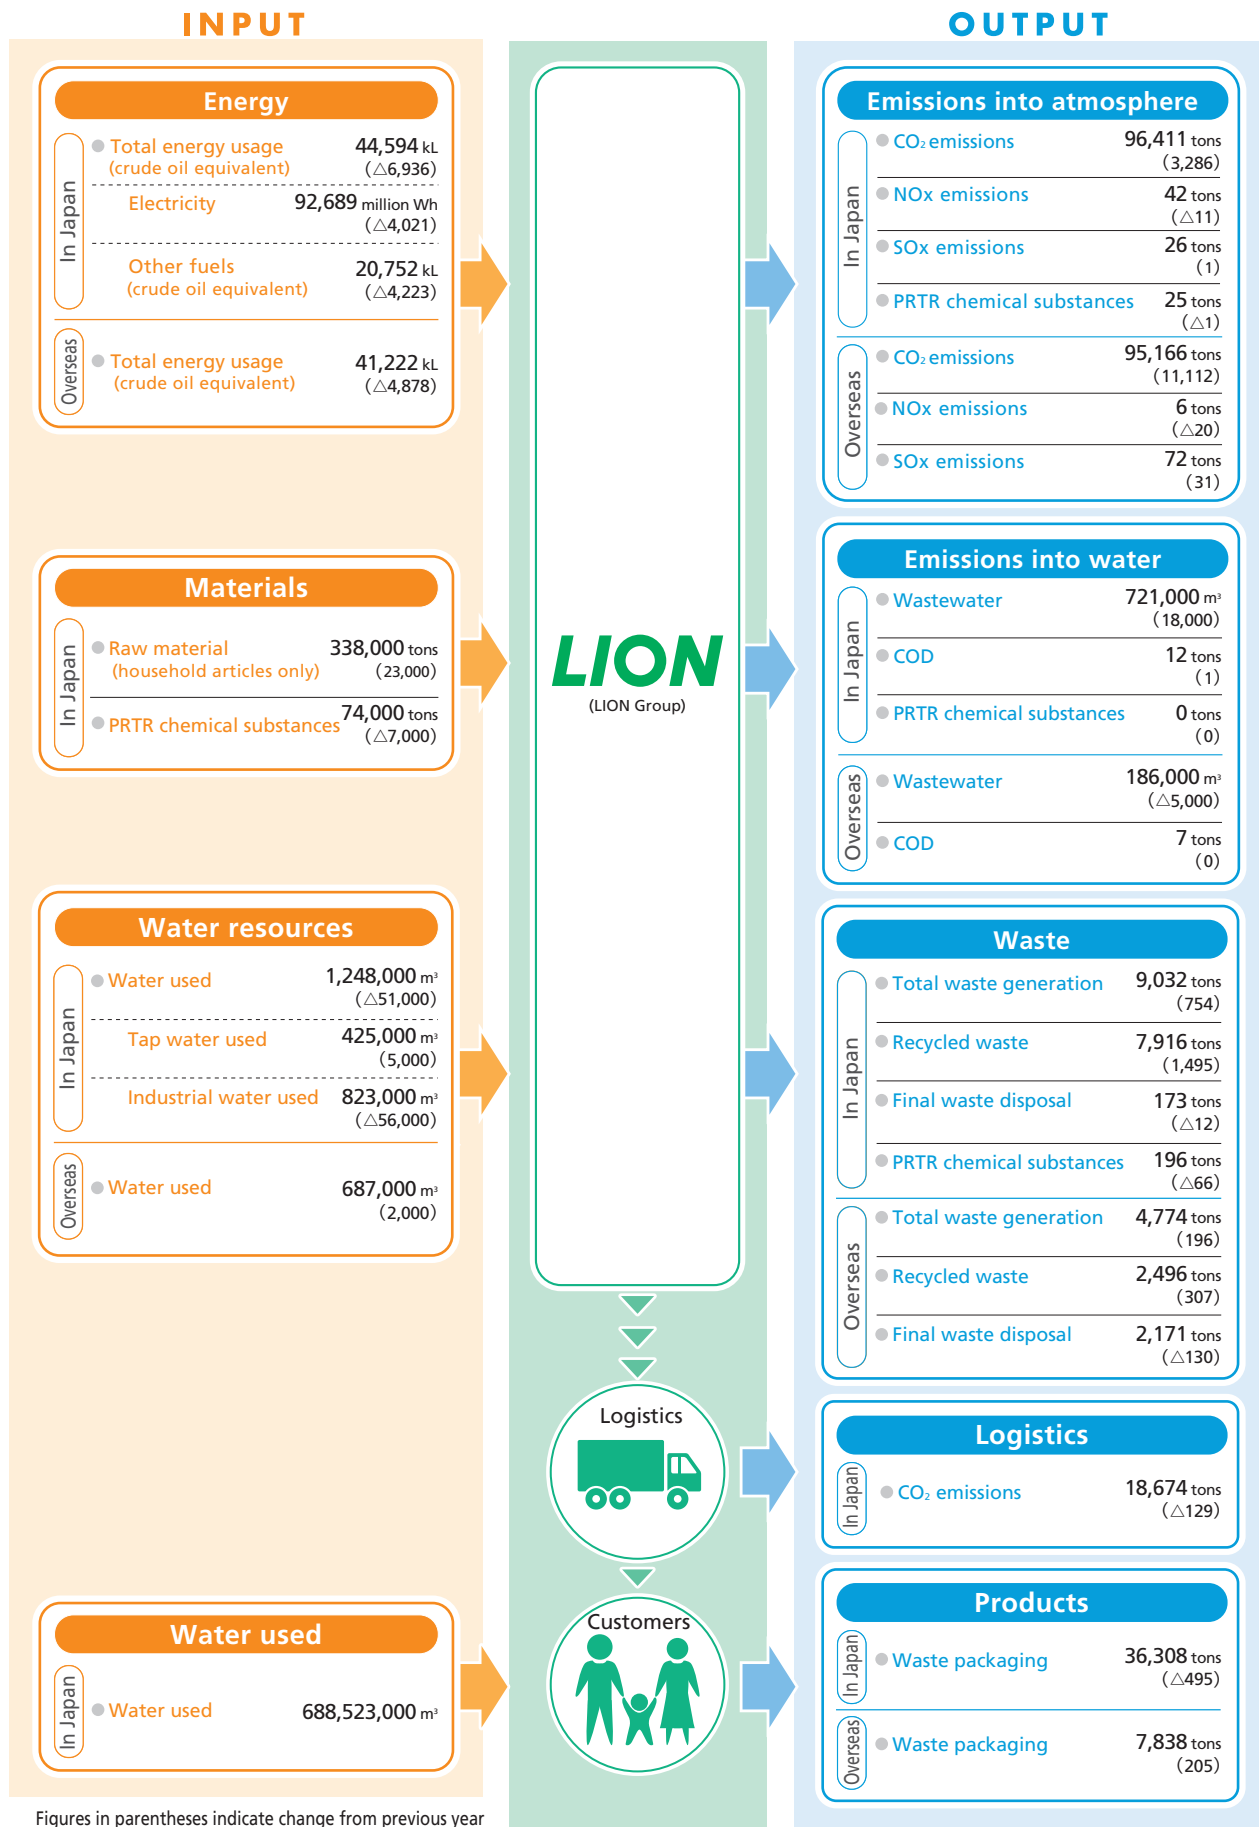 INPUT
Energy
In Japan
Total energy usage 44,594 kL
(crude oil equivalent) (△6,936)
Electricity 92,689 million Wh
(△4,021)
Other fuels 20,752 kL
(crude oil equivalent) (△4,223)
Overseas
Total energy usage 41,222 kL
(crude oil equivalent) (△4,878)
Materials
In Japan
Raw material 338,000 tons
(household articles only) (23,000)
PRTR chemical substances 74,000 tons
(△7,000)
Water resources
In Japan
Water used 1,248,000 m³
(△51,000)
Tap water used 425,000 m³
(5,000)
Industrial water used 823,000 m³
(△56,000)
Overseas
Water used 687,000 m³
(2,000)
Water used
In Japan
Water used 688,523,000 m³
Figures in parentheses indicate change from previous year
LION
(LION Group)
Logistics
Customers
OUTPUT
Emissions into atmosphere
In Japan
CO₂ emissions 96,411 tons
(3,286)
NOx emissions 42 tons
(△11)
SOx emissions 26 tons
(1)
PRTR chemical substances 25 tons
(△1)
Overseas
CO₂ emissions 95,166 tons
(11,112)
NOx emissions 6 tons
(△20)
SOx emissions 72 tons
(31)
Emissions into water
In Japan
Wastewater 721,000 m³
(18,000)
COD 12 tons
(1)
PRTR chemical substances 0 tons
(0)
Overseas
Wastewater 186,000 m³
(△5,000)
COD 7 tons
(0)
Waste
In Japan
Total waste generation 9,032 tons
(754)
Recycled waste 7,916 tons
(1,495)
Final waste disposal 173 tons
(△12)
PRTR chemical substances 196 tons
(△66)
Overseas
Total waste generation 4,774 tons
(196)
Recycled waste 2,496 tons
(307)
Final waste disposal 2,171 tons
(△130)
Logistics
In Japan
CO₂ emissions 18,674 tons
(△129)
Products
In Japan
Waste packaging 36,308 tons
(△495)
Overseas
Waste packaging 7,838 tons
(205)